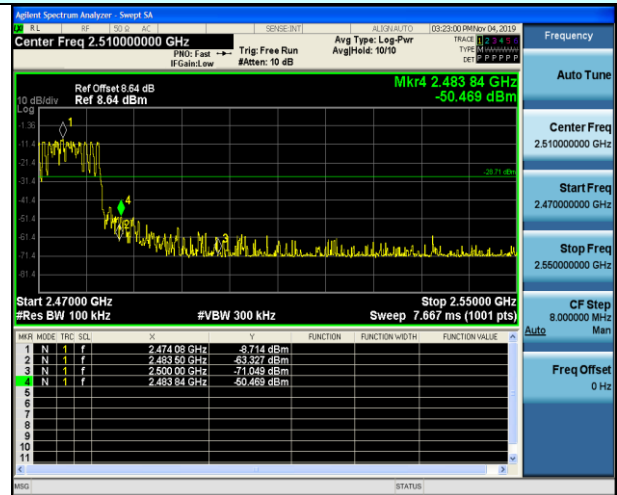 Agilent Spectrum Analyzer - Swept SA
RL RF 50 Ω AC SENSE:INT ALIGN AUTO 03:23:00 PM Nov 04, 2019
Center Freq 2.510000000 GHz
PNO: Fast
IFGain:Low
Trig: Free Run
#Atten: 10 dB
Avg Type: Log-Pwr
Avg|Hold: 10/10
TRACE 1 2 3 4 5 6
TYPE M
DET P P P P P P
Mkr4 2.483 84 GHz
-50.469 dBm
Ref Offset 8.64 dB
10 dB/div Ref 8.64 dBm
Log
-1.36
-11.4
-21.4
-31.4
-41.4
-51.4
-61.4
-71.4
-81.4
1
4
2
3
-28.71 dBm
Start 2.47000 GHz Stop 2.55000 GHz
#Res BW 100 kHz #VBW 300 kHz Sweep 7.667 ms (1001 pts)
MKR MODE TRC SCL X Y FUNCTION FUNCTION WIDTH FUNCTION VALUE
1 N 1 f 2.474 08 GHz -8.714 dBm
2 N 1 f 2.483 50 GHz -63.327 dBm
3 N 1 f 2.500 00 GHz -71.049 dBm
4 N 1 f 2.483 84 GHz -50.469 dBm
5
6
7
8
9
10
11
MSG STATUS
Frequency
Auto Tune
Center Freq
2.510000000 GHz
Start Freq
2.470000000 GHz
Stop Freq
2.550000000 GHz
CF Step
8.000000 MHz
Auto Man
Freq Offset
0 Hz